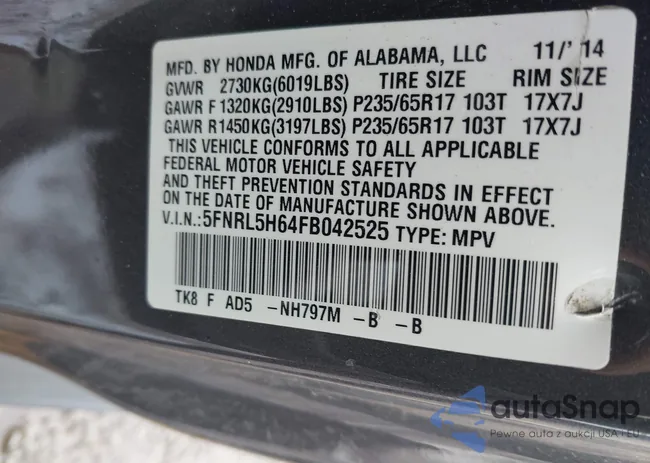 MFD. BY HONDA MFG. OF ALABAMA, LLC 11/' 14
GVWR 2730KG(6019LBS) TIRE SIZE RIM SIZE
GAWR F 1320KG(2910LBS) P235/65R17 103T 17X7J
GAWR R1450KG(3197LBS) P235/65R17 103T 17X7J
THIS VEHICLE CONFORMS TO ALL APPLICABLE
FEDERAL MOTOR VEHICLE SAFETY
AND THEFT PREVENTION STANDARDS IN EFFECT
ON THE DATE OF MANUFACTURE SHOWN ABOVE.
V.I.N.:5FNRL5H64FB042525 TYPE: MPV
TK8 F AD5 -NH797M -B -B
autoSnap
Pewne auta z aukcji USA i EU